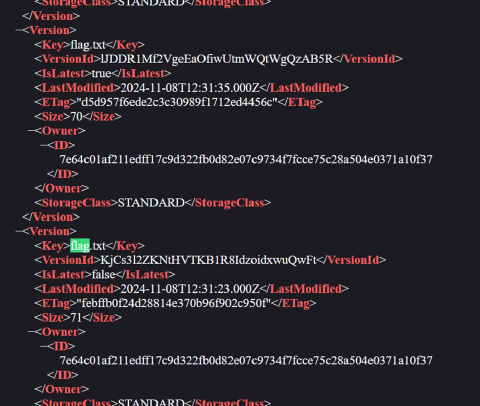 <StorageClass>STANDARD</StorageClass>
</Version>
−<Version>
<Key>flag.txt</Key>
<VersionId>lJDDR1Mf2VgeEaOfiwUtmWQtWgQzAB5R</VersionId>
<IsLatest>true</IsLatest>
<LastModified>2024-11-08T12:31:35.000Z</LastModified>
<ETag>"d5d957f6ede2c3c30989f1712ed4456c"</ETag>
<Size>70</Size>
−<Owner>
−<ID>
7e64c01af211edff17c9d322fb0d82e07c9734f7fcce75c28a504e0371a10f37
</ID>
</Owner>
<StorageClass>STANDARD</StorageClass>
</Version>
−<Version>
<Key>flag.txt</Key>
<VersionId>KjCs3l2ZKNtHVTKB1R8IdzoidxwuQwFt</VersionId>
<IsLatest>false</IsLatest>
<LastModified>2024-11-08T12:31:23.000Z</LastModified>
<ETag>"febffb0f24d28814e370b96f902c950f"</ETag>
<Size>71</Size>
−<Owner>
−<ID>
7e64c01af211edff17c9d322fb0d82e07c9734f7fcce75c28a504e0371a10f37
</ID>
</Owner>
<StorageClass>STANDARD</StorageClass>